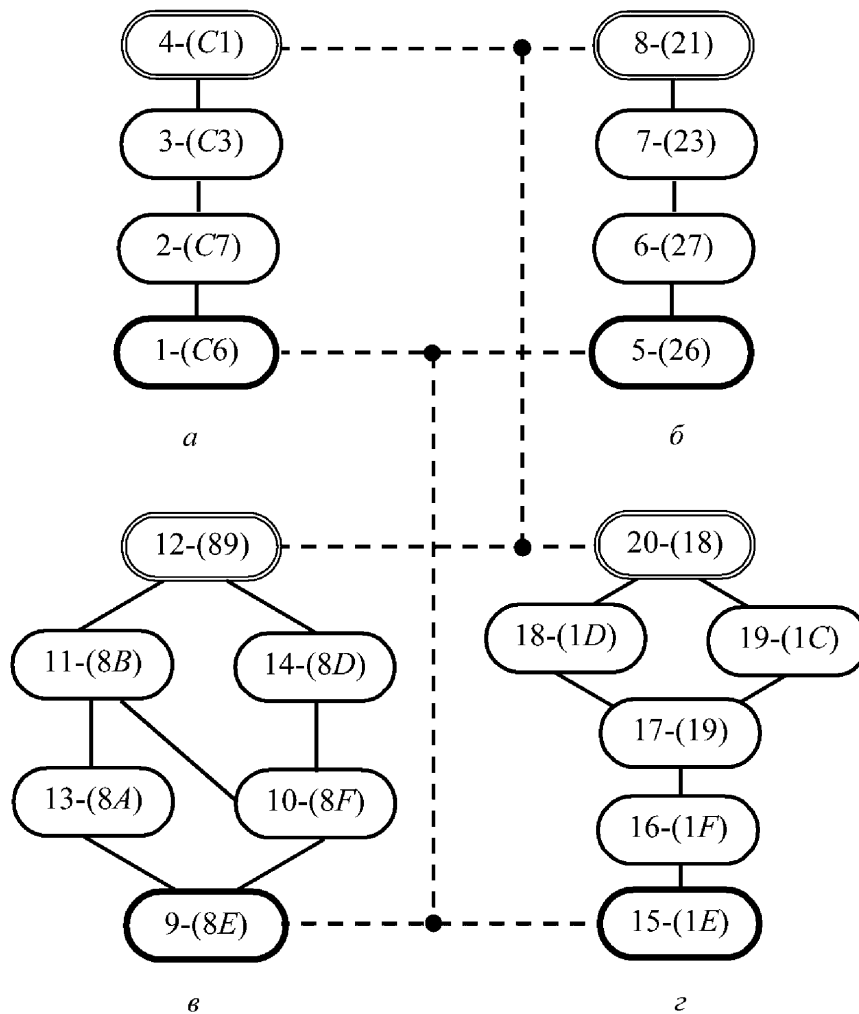 4-(C1) 8-(21)
3-(C3) 7-(23)
2-(C7) 6-(27)
1-(C6) 5-(26)
а б
12-(89) 20-(18)
11-(8B) 14-(8D) 18-(1D) 19-(1C)
17-(19)
13-(8A) 10-(8F)
16-(1F)
9-(8E) 15-(1E)
в г